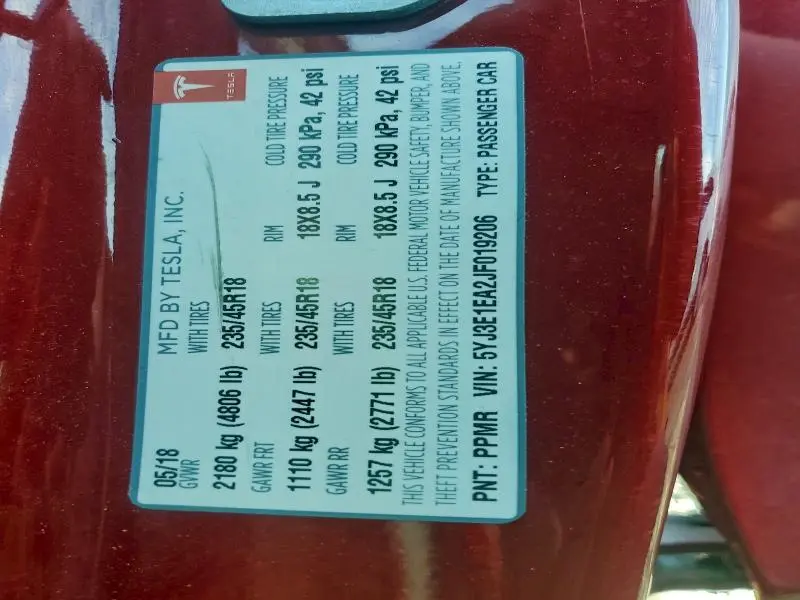 TESLA
05/18 MFD BY TESLA, INC.
GVWR WITH TIRES RIM COLD TIRE PRESSURE
2180 kg (4806 lb) 235/45R18 18X8.5 J 290 kPa, 42 psi
GAWR FRT WITH TIRES RIM COLD TIRE PRESSURE
1110 kg (2447 lb) 235/45R18 18X8.5 J 290 kPa, 42 psi
GAWR RR
1257 kg (2771 lb) 235/45R18
THIS VEHICLE CONFORMS TO ALL APPLICABLE U.S. FEDERAL MOTOR VEHICLE SAFETY, BUMPER, AND
THEFT PREVENTION STANDARDS IN EFFECT ON THE DATE OF MANUFACTURE SHOWN ABOVE.
PNT: PPMR VIN: 5YJ3E1EA2JF019206 TYPE: PASSENGER CAR